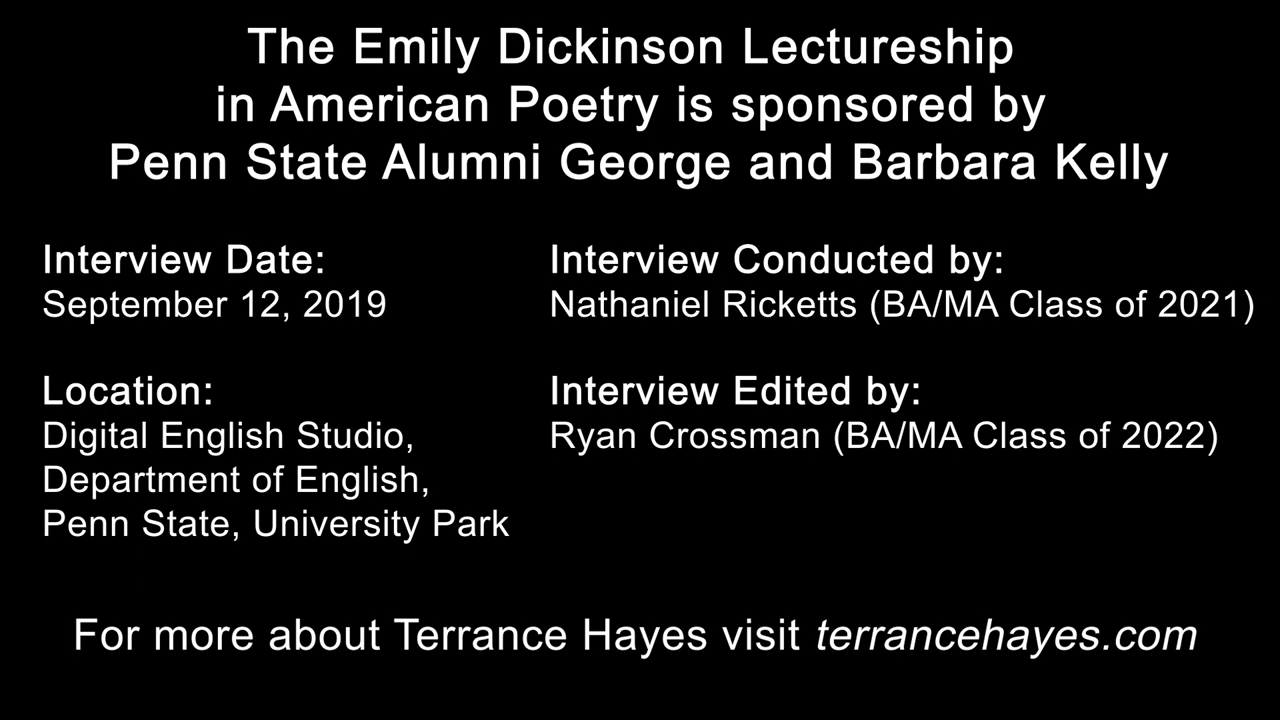 The Emily Dickinson Lectureship
in American Poetry is sponsored by
Penn State Alumni George and Barbara Kelly
Interview Date:
September 12, 2019
Location:
Digital English Studio,
Department of English,
Penn State, University Park
Interview Conducted by:
Nathaniel Ricketts (BA/MA Class of 2021)
Interview Edited by:
Ryan Crossman (BA/MA Class of 2022)
For more about Terrance Hayes visit terrancehayes.com